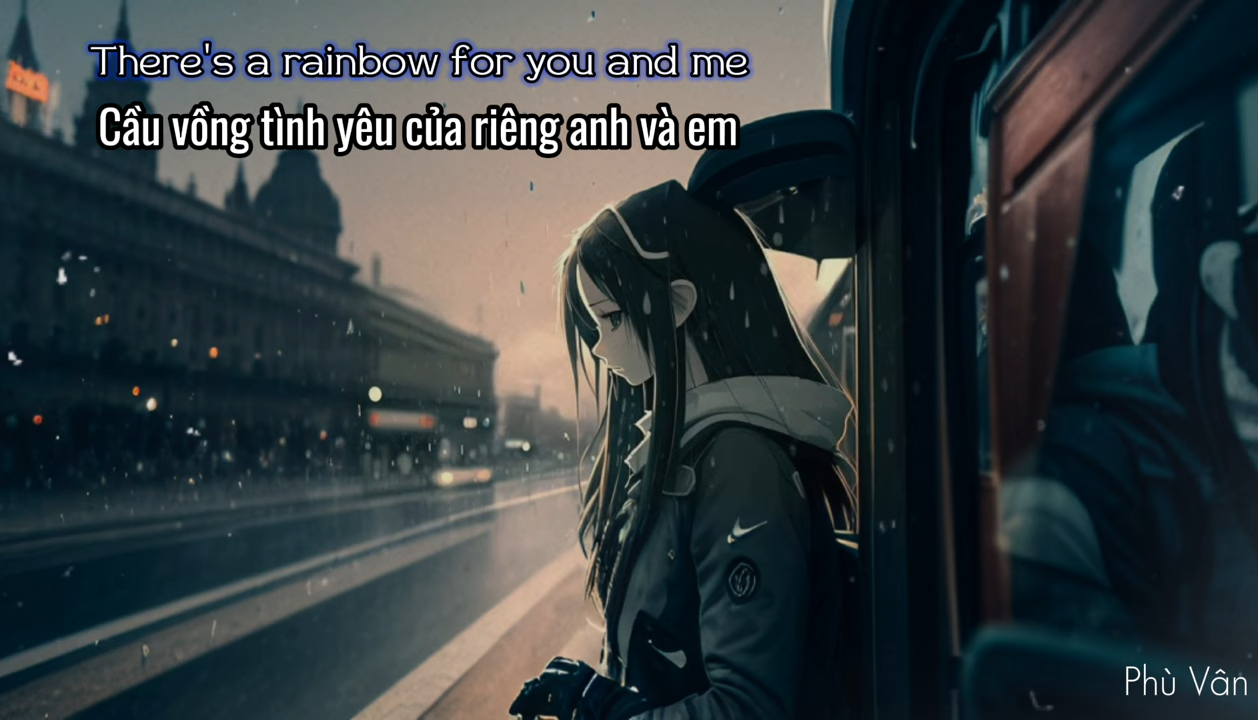 There's a rainbow for you and me
Cầu vồng tình yêu của riêng anh và em
Phù Vân